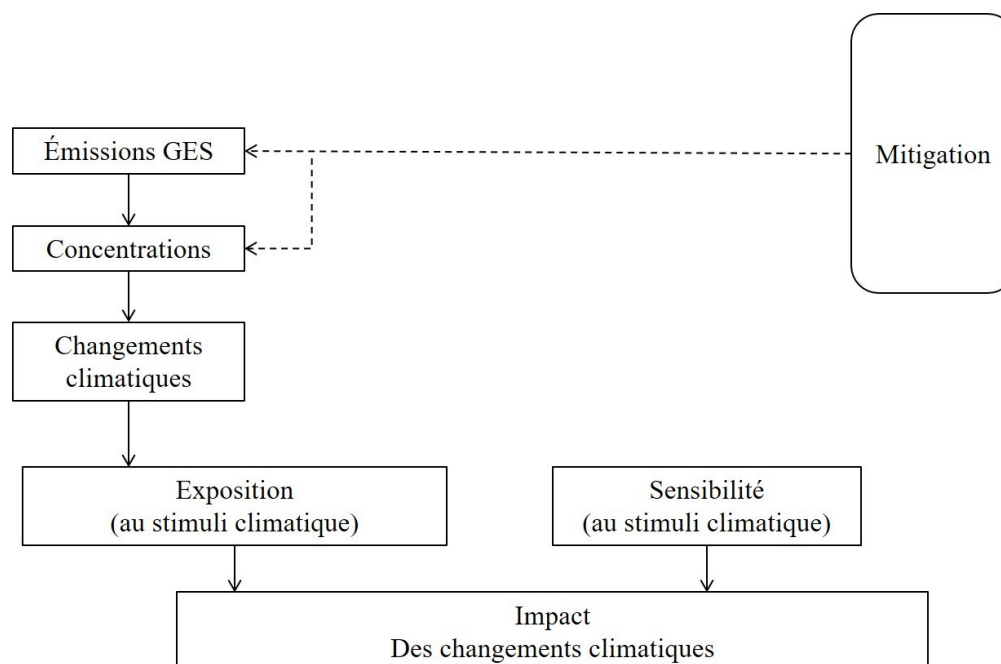 Émissions GES
Mitigation
Concentrations
Changements
climatiques
Exposition
(au stimuli climatique)
Sensibilité
(au stimuli climatique)
Impact
Des changements climatiques